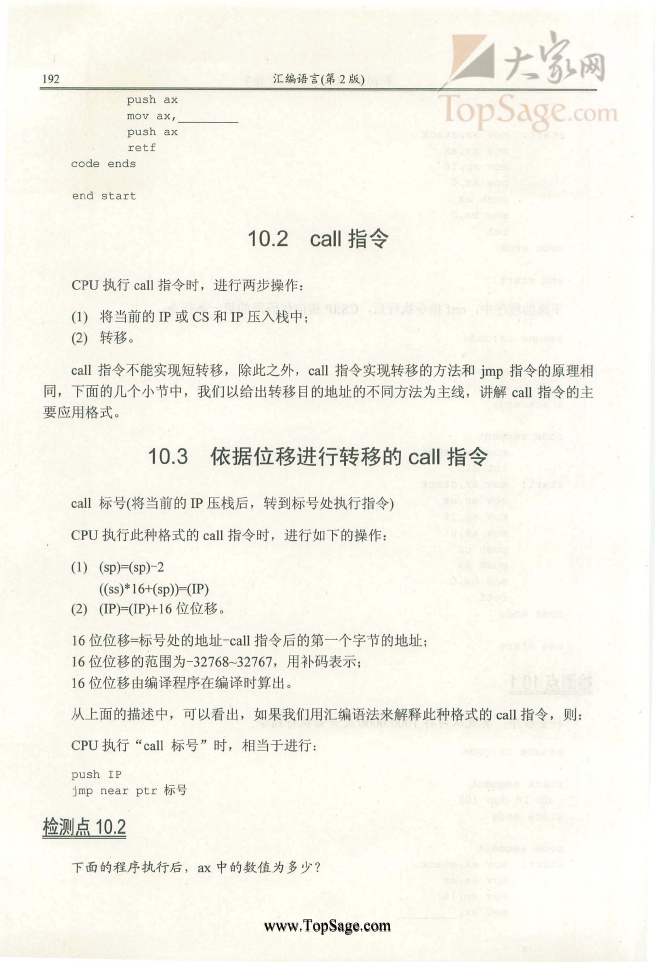 192
汇编语言(第 2 版)
大家网
TopSage.com
push ax
mov ax,________
push ax
retf
code ends
end start
10.2 call 指令
CPU 执行 call 指令时，进行两步操作：
(1) 将当前的 IP 或 CS 和 IP 压入栈中；
(2) 转移。
call 指令不能实现短转移，除此之外，call 指令实现转移的方法和 jmp 指令的原理相
同，下面的几个小节中，我们以给出转移目的地址的不同方法为主线，讲解 call 指令的主
要应用格式。
10.3 依据位移进行转移的 call 指令
call 标号(将当前的 IP 压栈后，转到标号处执行指令)
CPU 执行此种格式的 call 指令时，进行如下的操作：
(1) (sp)=(sp)-2
((ss)*16+(sp))=(IP)
(2) (IP)=(IP)+16 位位移。
16 位位移=标号处的地址-call 指令后的第一个字节的地址；
16 位位移的范围为-32768~32767，用补码表示；
16 位位移由编译程序在编译时算出。
从上面的描述中，可以看出，如果我们用汇编语法来解释此种格式的 call 指令，则：
CPU 执行“call 标号”时，相当于进行：
push IP
jmp near ptr 标号
检测点 10.2
下面的程序执行后，ax 中的数值为多少？
www.TopSage.com